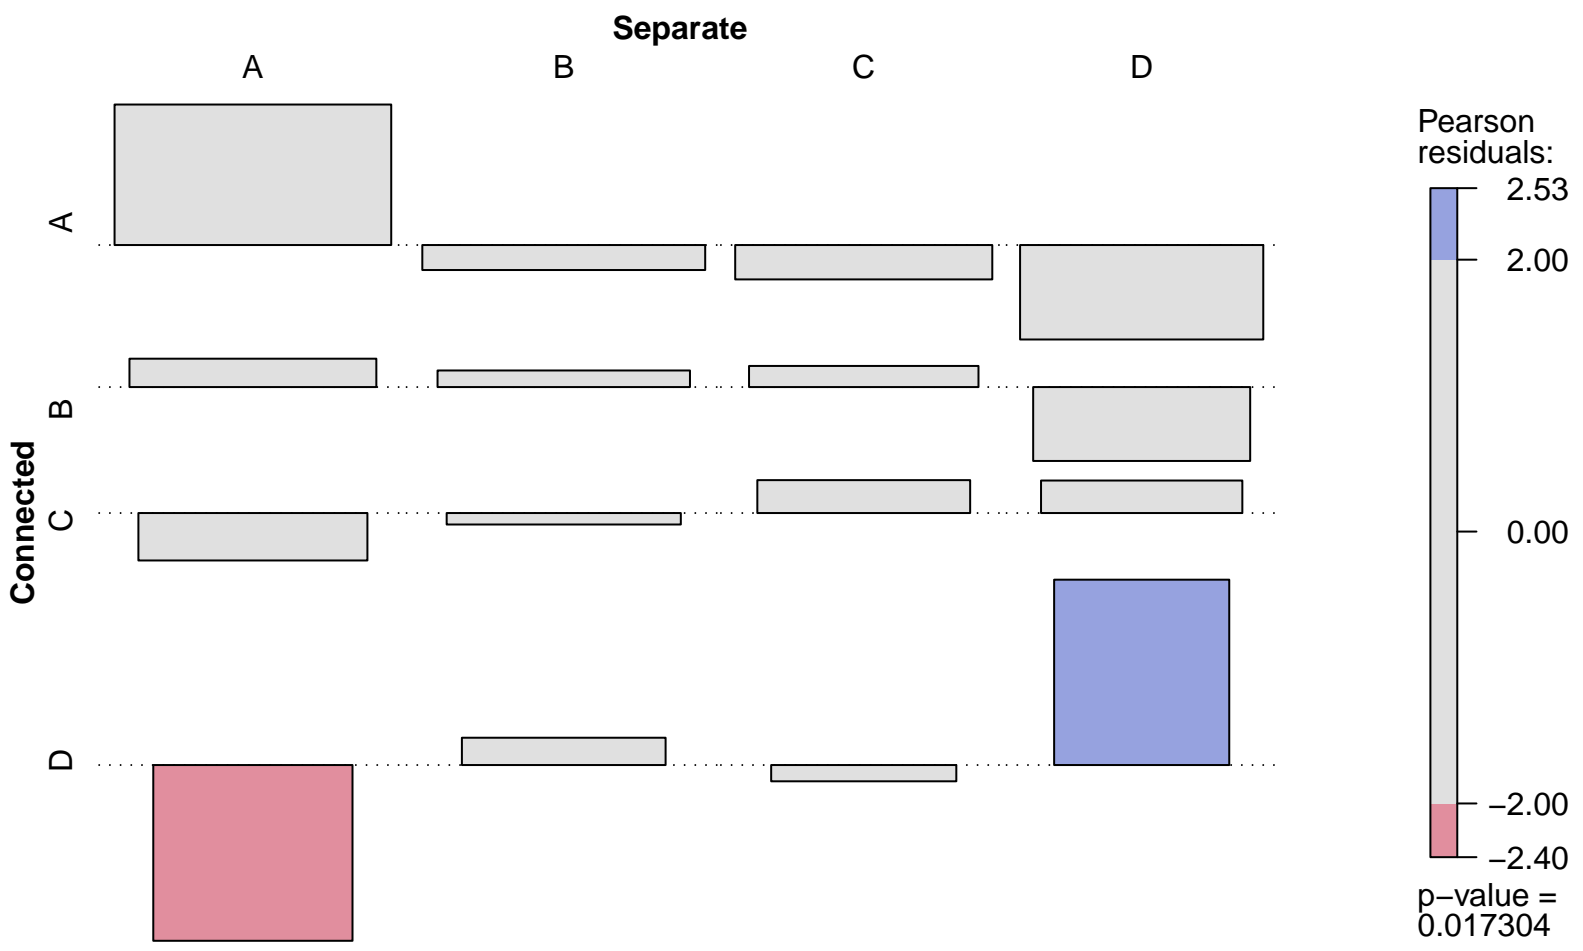 Separate
A B C D
Connected
A
B
C
D
Pearson
residuals:
2.53
2.00
0.00
−2.00
−2.40
p−value =
0.017304